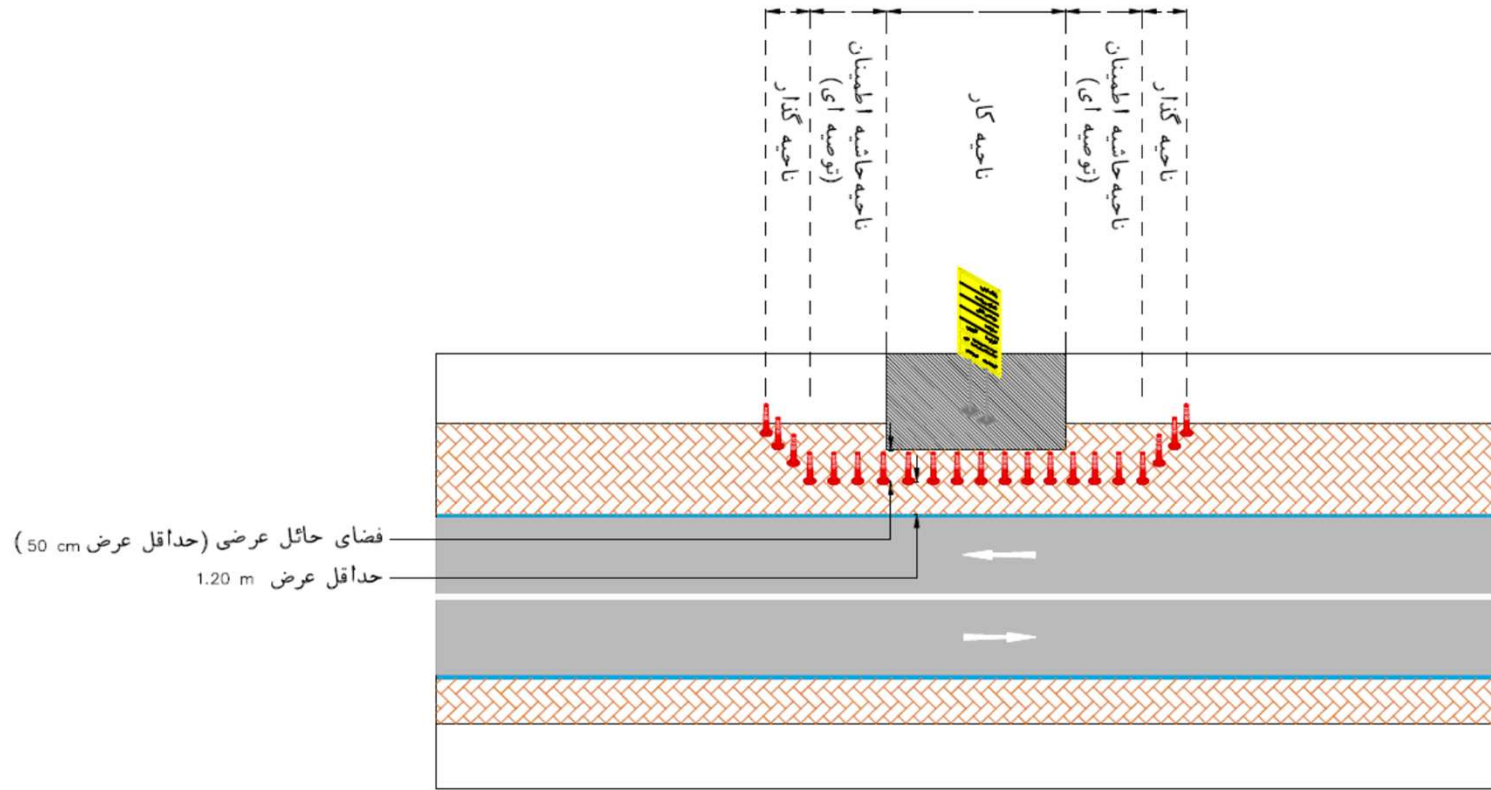 ناحیه گذار
ناحیه حاشیه اطمینان
(توصیه ای)
ناحیه کار
ناحیه حاشیه اطمینان
(توصیه ای)
ناحیه گذار
فضای حائل عرضی (حداقل عرض 50 cm)
حداقل عرض 1.20 m